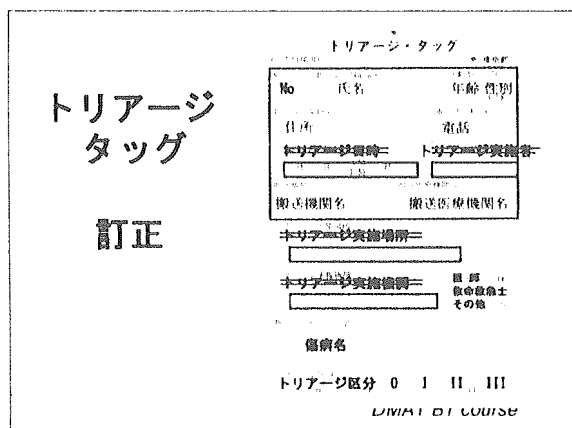 トリアージ
タッグ
訂正
トリアージ・タッグ
No 氏名 年齢 性別
住所 電話
トリアージ日時 トリアージ実施者
搬送機関名 搬送医療機関名
トリアージ実施場所
トリアージ実施機関
医師
救命救急士
その他
傷病名
トリアージ区分 0 I II III
DMAT BT course